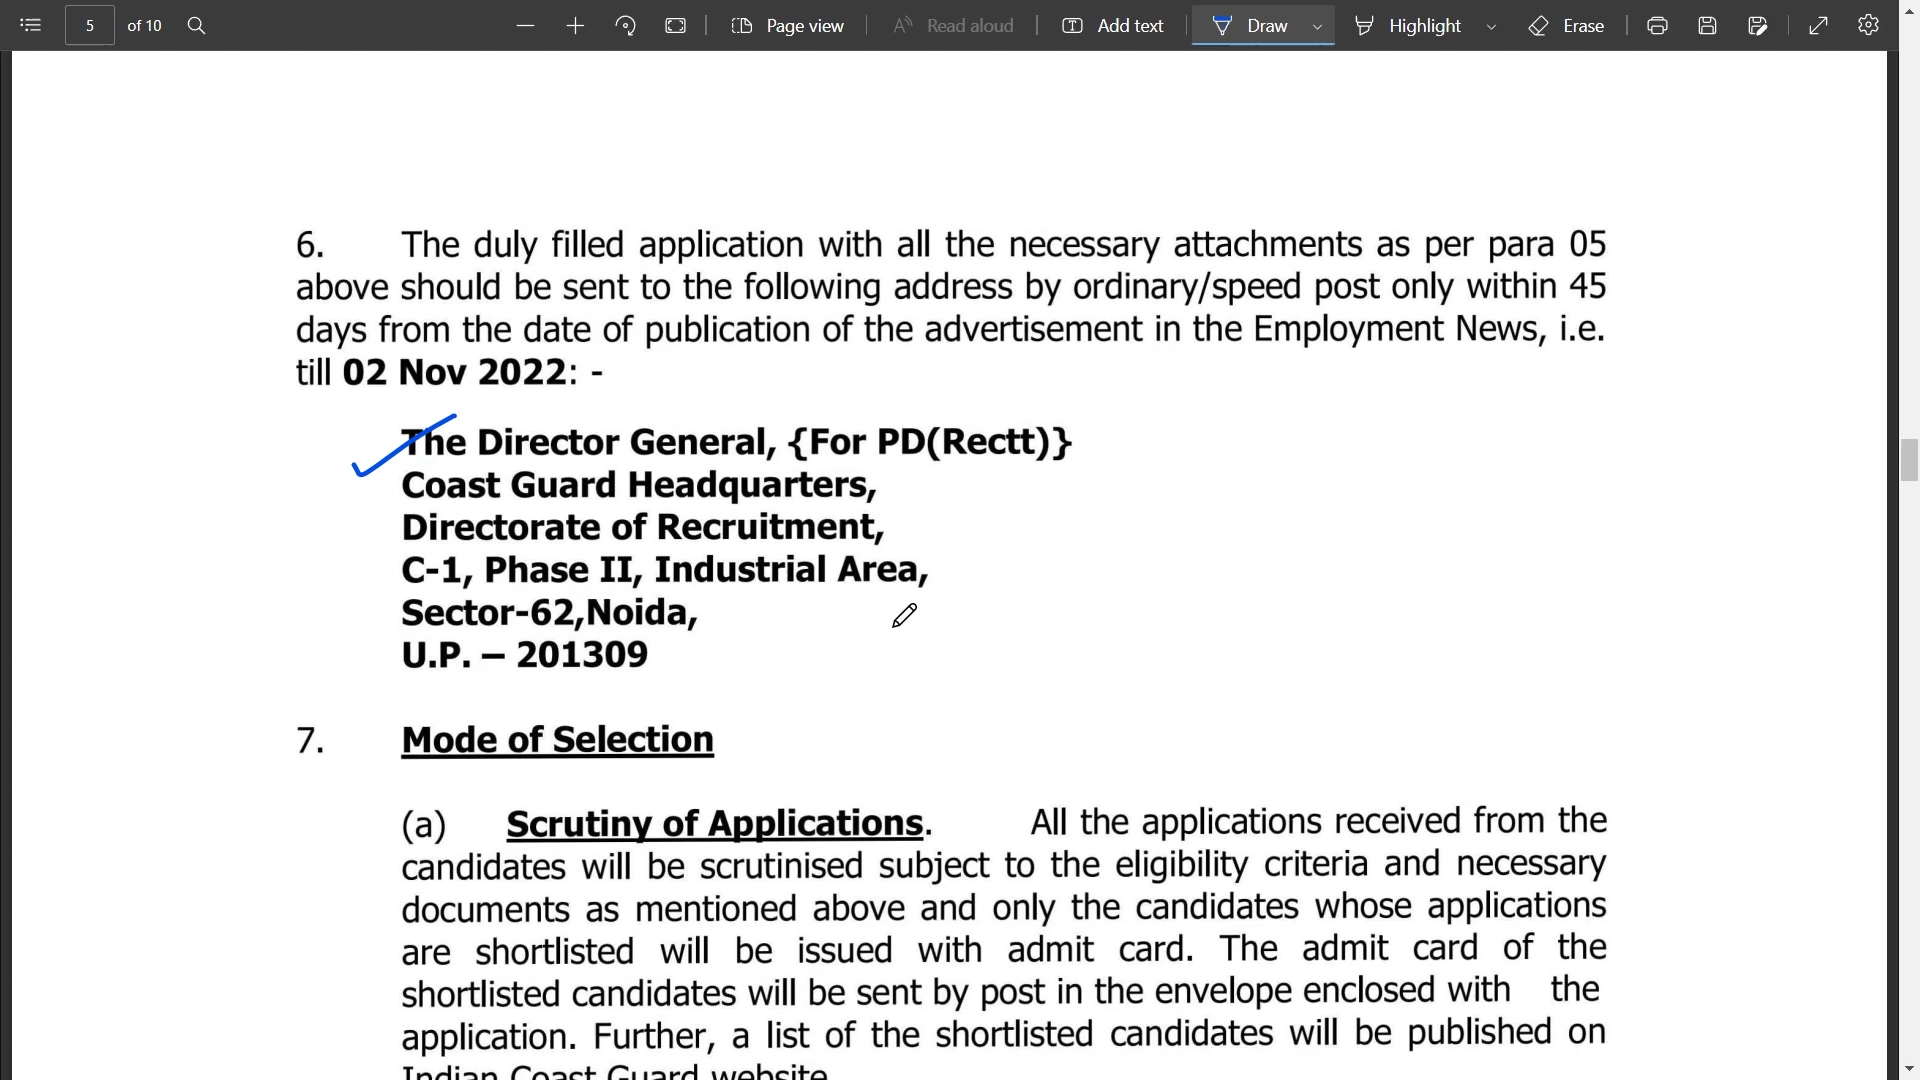 5 of 10 Page view Read aloud Add text Draw Highlight Erase
6. The duly filled application with all the necessary attachments as per para 05
above should be sent to the following address by ordinary/speed post only within 45
days from the date of publication of the advertisement in the Employment News, i.e.
till 02 Nov 2022: -
The Director General, {For PD(Rectt)}
Coast Guard Headquarters,
Directorate of Recruitment,
C-1, Phase II, Industrial Area,
Sector-62,Noida,
U.P. – 201309
7. Mode of Selection
(a) Scrutiny of Applications. All the applications received from the
candidates will be scrutinised subject to the eligibility criteria and necessary
documents as mentioned above and only the candidates whose applications
are shortlisted will be issued with admit card. The admit card of the
shortlisted candidates will be sent by post in the envelope enclosed with the
application. Further, a list of the shortlisted candidates will be published on
Indian Coast Guard website